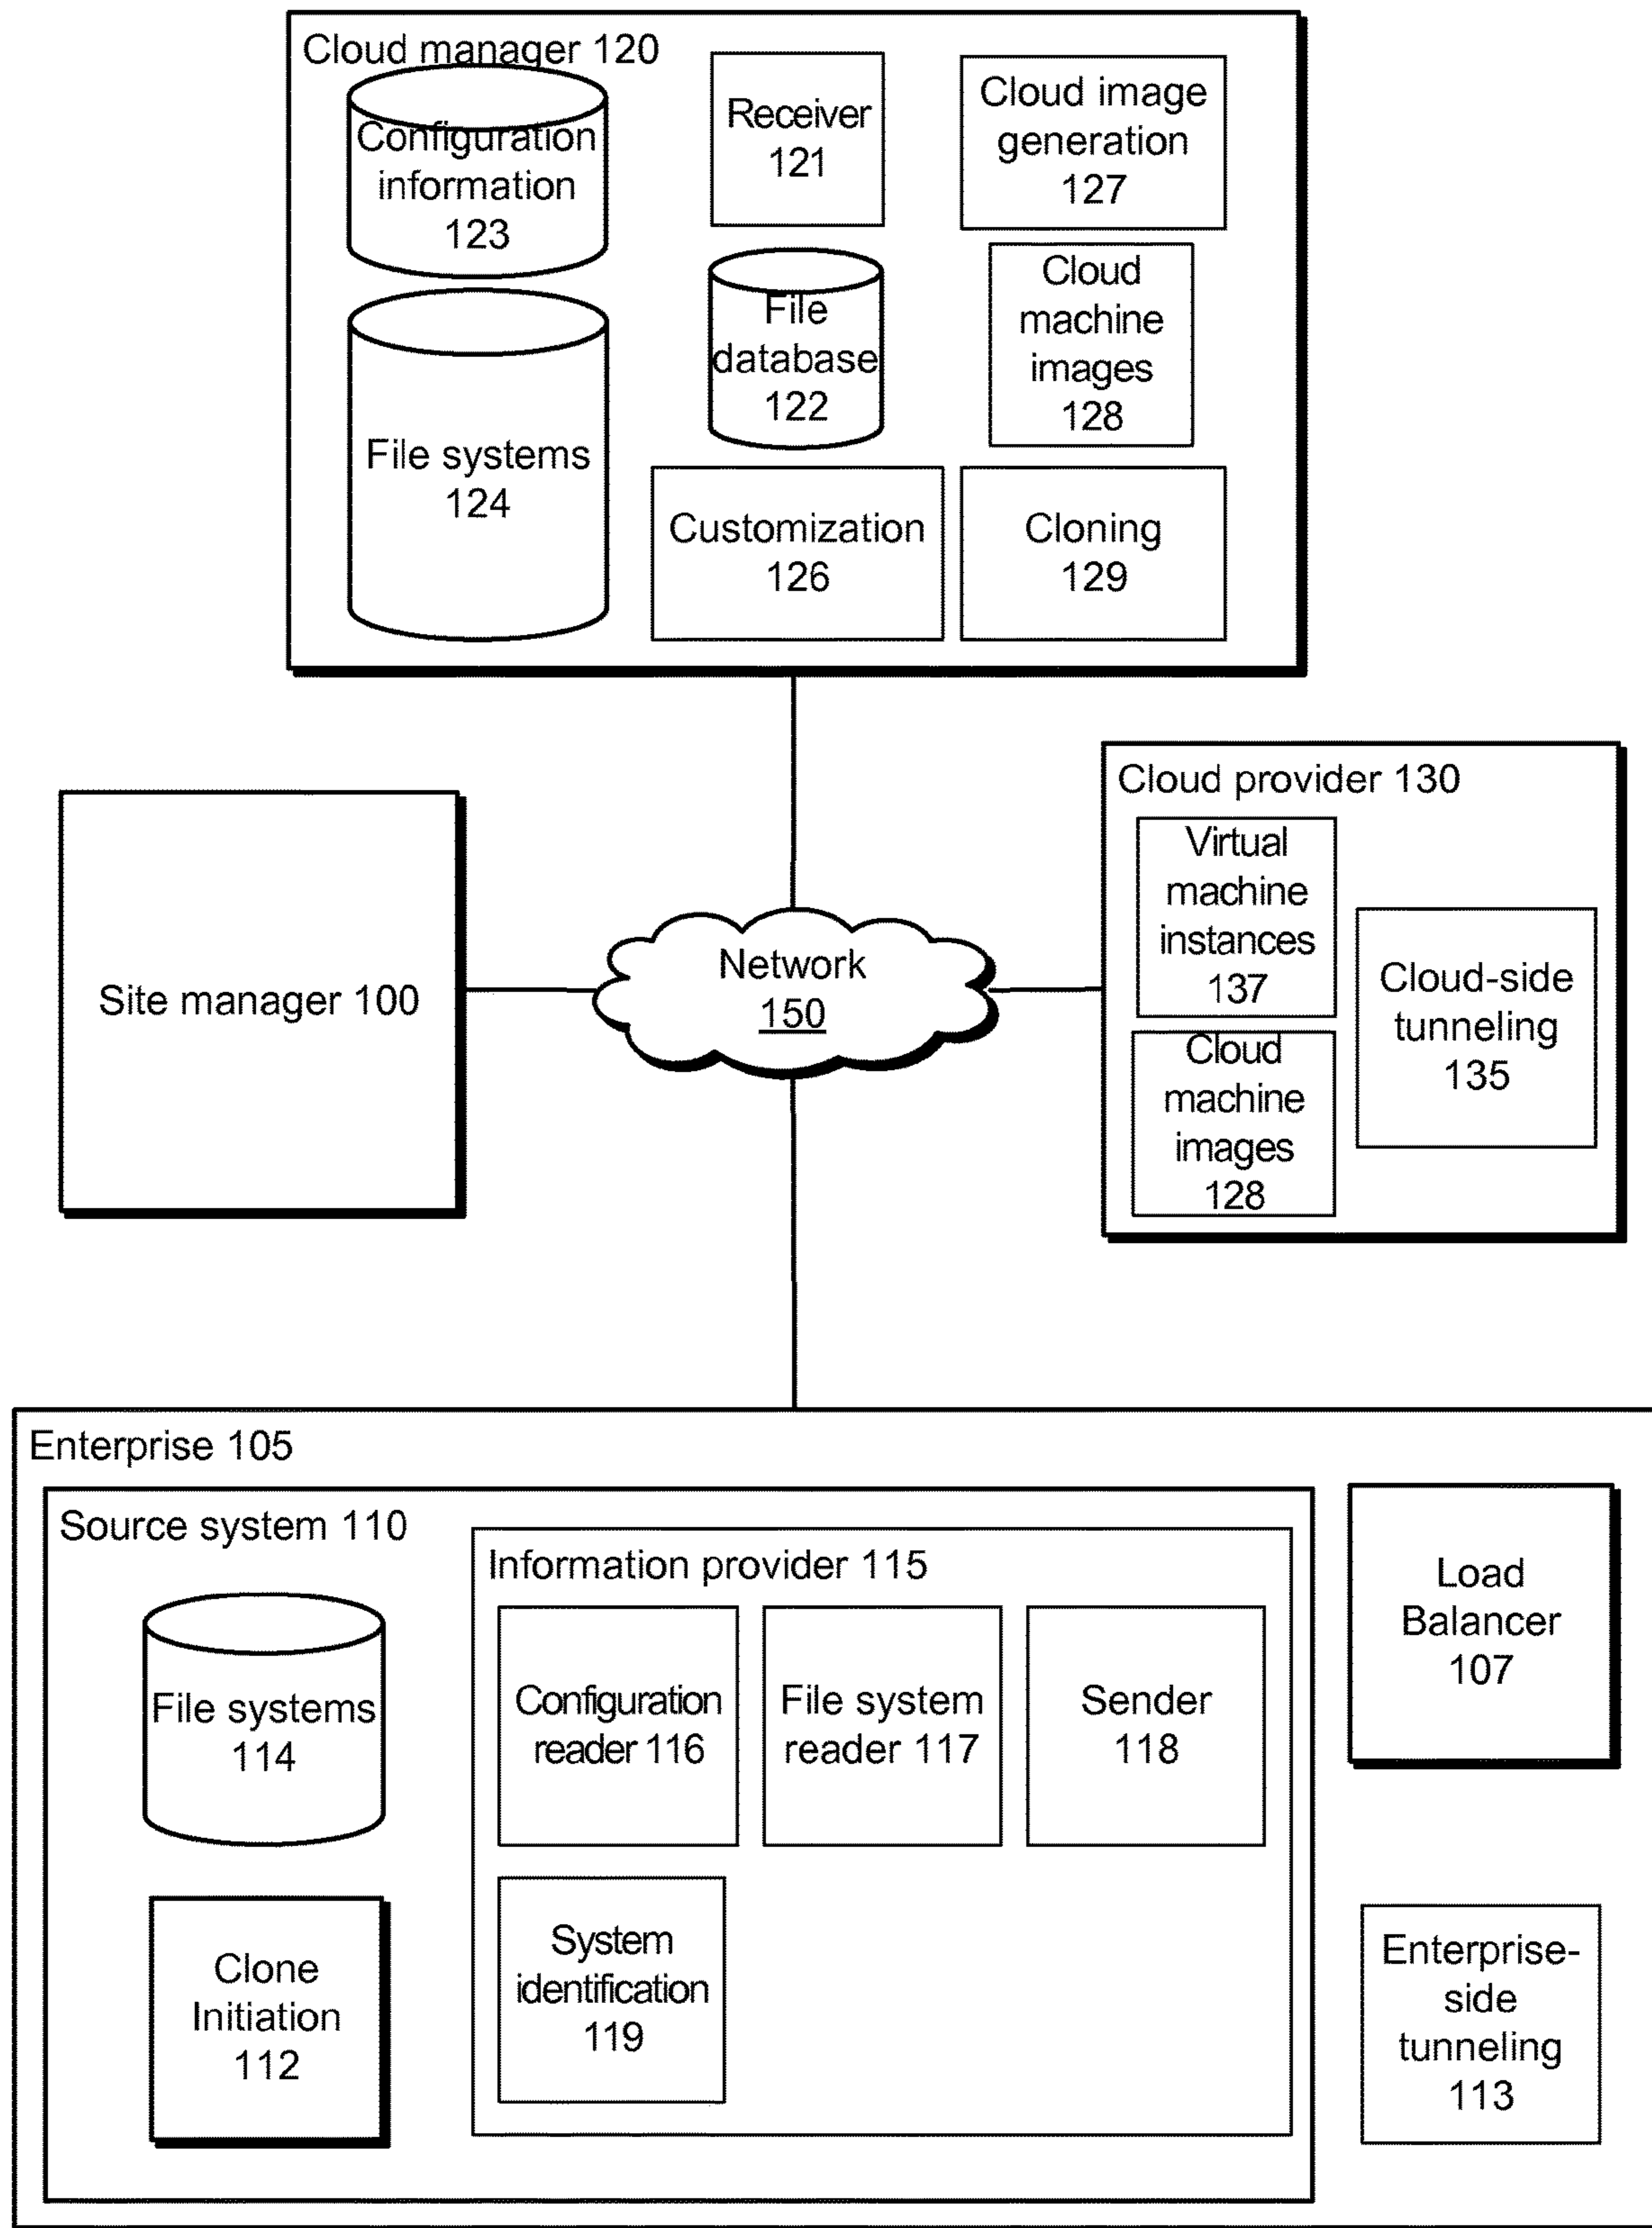 Cloud manager 120
Configuration
information
123
File systems
124
Receiver
121
File
database
122
Customization
126
Cloud image
generation
127
Cloud
machine
images
128
Cloning
129
Site manager 100
Network
150
Cloud provider 130
Virtual
machine
instances
137
Cloud
machine
images
128
Cloud-side
tunneling
135
Enterprise 105
Source system 110
File systems
114
Clone
Initiation
112
Information provider 115
Configuration
reader 116
File system
reader 117
Sender
118
System
identification
119
Load
Balancer
107
Enterprise-
side
tunneling
113